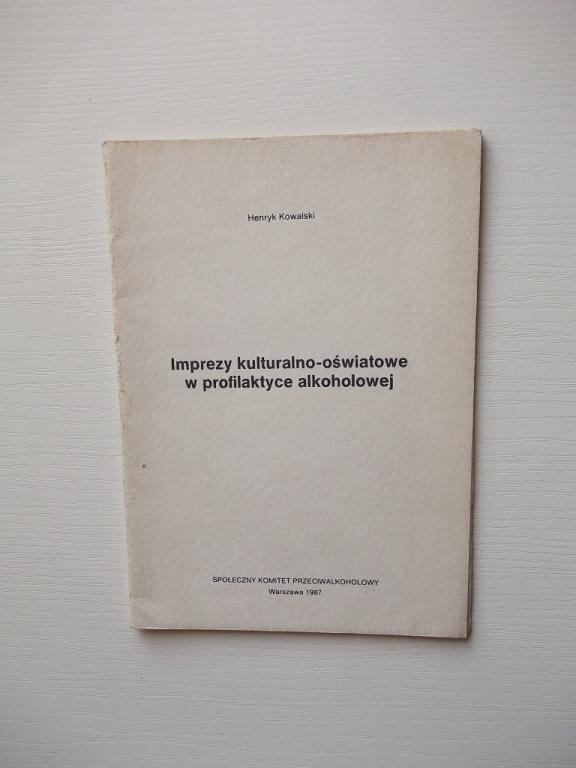 Henryk Kowalski
Imprezy kulturalno-oświatowe
w profilaktyce alkoholowej
SPOŁECZNY KOMITET PRZECIWALKOHOLOWY
Warszawa 1987